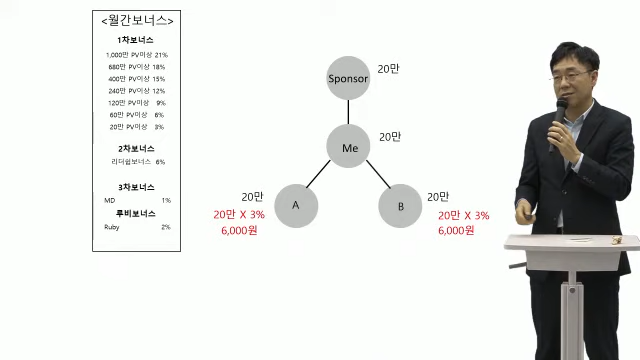 <월간보너스>
1차보너스
1,000만 PV이상 21%
680만 PV이상 18%
400만 PV이상 15%
240만 PV이상 12%
120만 PV이상 9%
60만 PV이상 6%
20만 PV이상 3%
2차보너스
리더쉽보너스 6%
3차보너스
MD 1%
루비보너스
Ruby 2%
Sponsor 20만
Me 20만
A 20만
20만 X 3%
6,000원
B 20만
20만 X 3%
6,000원